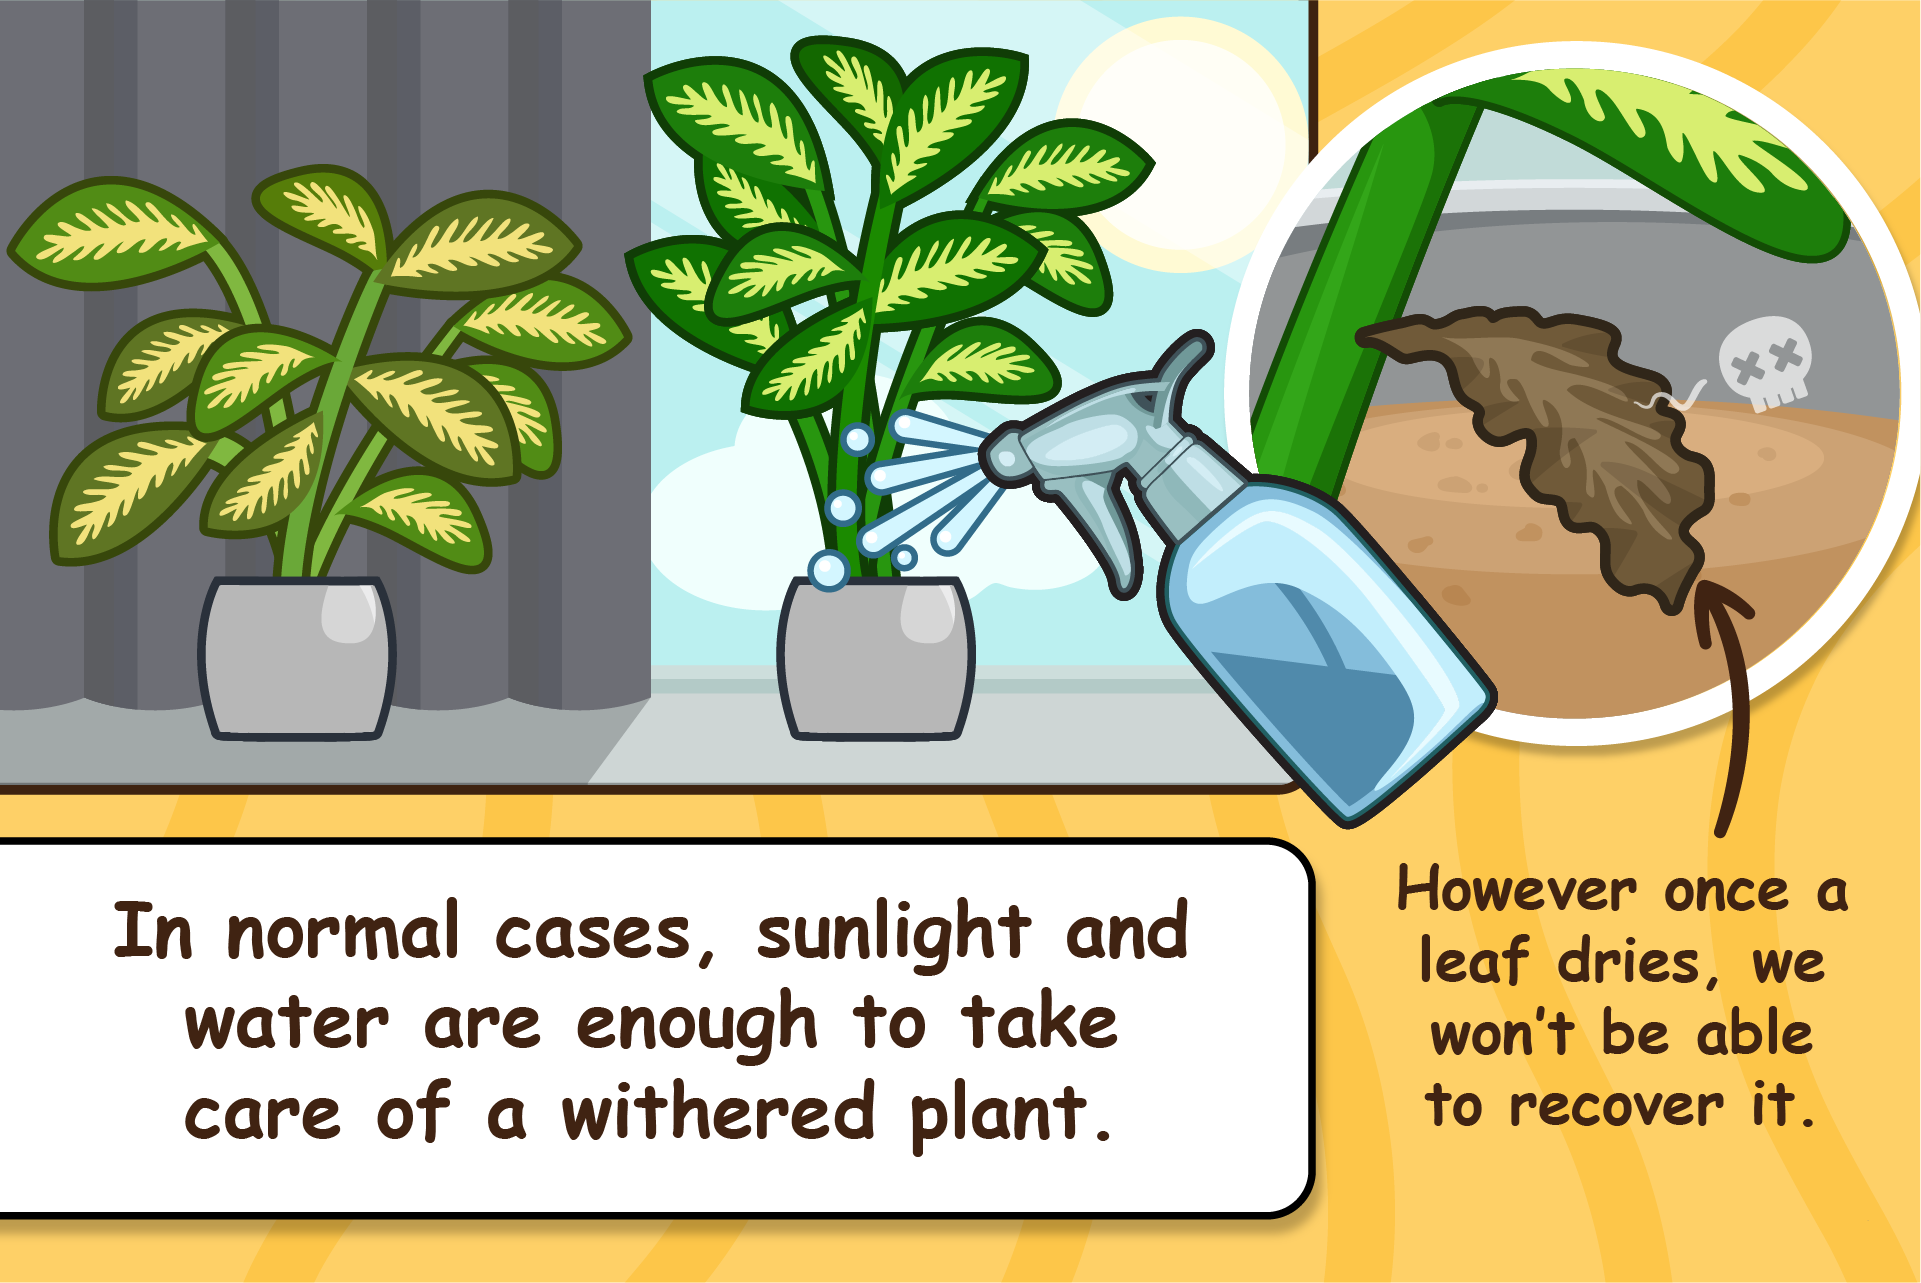 In normal cases, sunlight and
water are enough to take
care of a withered plant.
However once a
leaf dries, we
won't be able
to recover it.